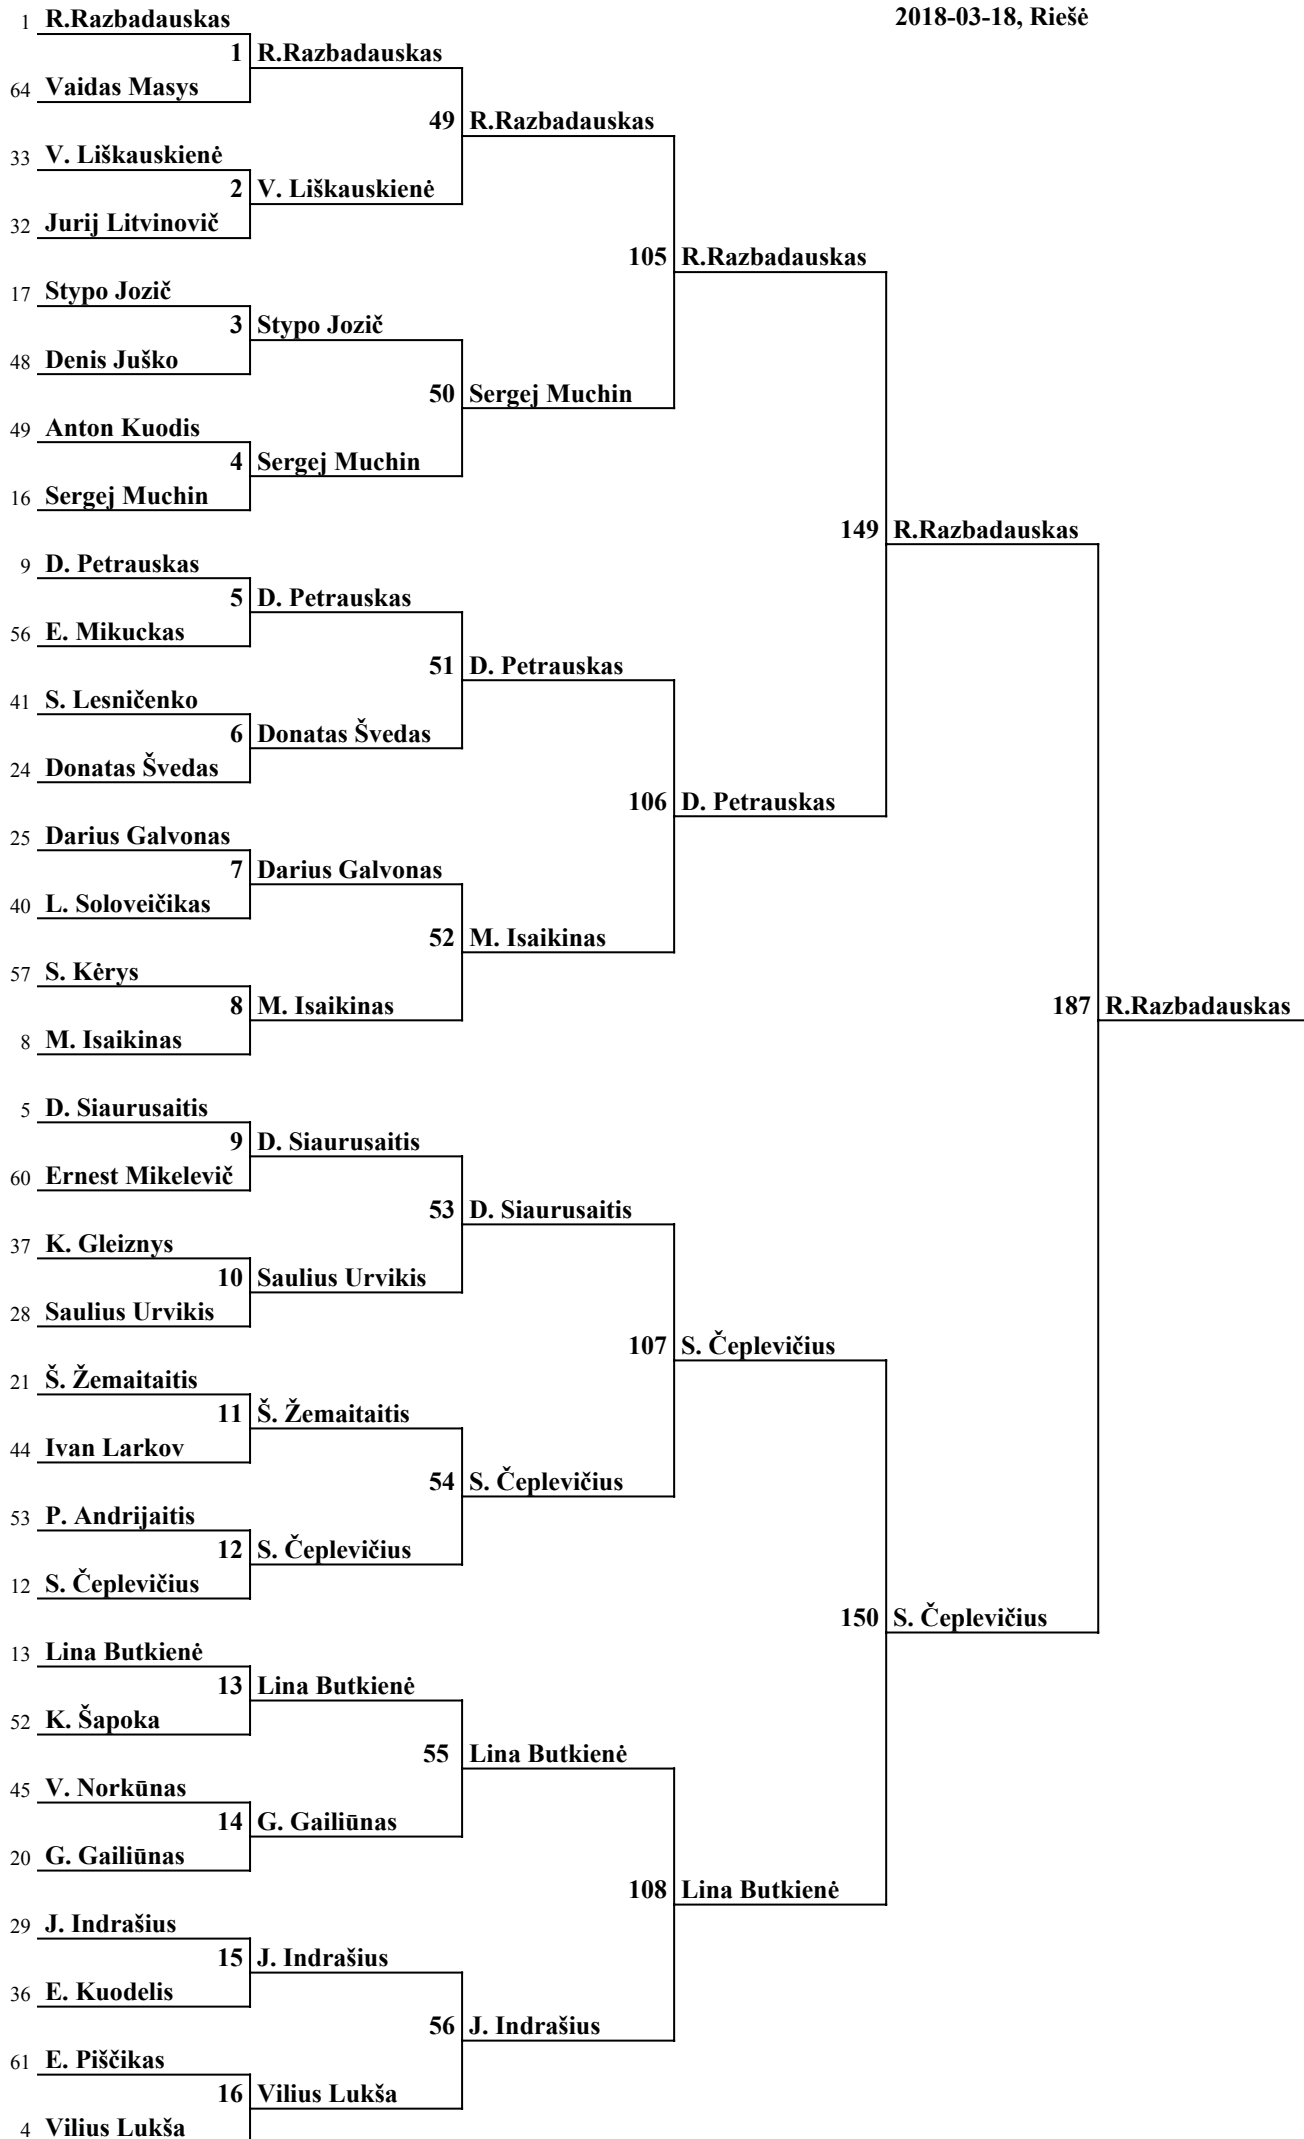 2018-03-18, Riešė
1 R.Razbadauskas
1 R.Razbadauskas
64 Vaidas Masys
49 R.Razbadauskas
33 V. Liškauskienė
2 V. Liškauskienė
32 Jurij Litvinovič
105 R.Razbadauskas
17 Stypo Jozič
3 Stypo Jozič
48 Denis Juško
50 Sergej Muchin
49 Anton Kuodis
4 Sergej Muchin
16 Sergej Muchin
149 R.Razbadauskas
9 D. Petrauskas
5 D. Petrauskas
56 E. Mikuckas
51 D. Petrauskas
41 S. Lesničenko
6 Donatas Švedas
24 Donatas Švedas
106 D. Petrauskas
25 Darius Galvonas
7 Darius Galvonas
40 L. Soloveičikas
52 M. Isaikinas
57 S. Kėrys
8 M. Isaikinas
187 R.Razbadauskas
8 M. Isaikinas
5 D. Siaurusaitis
9 D. Siaurusaitis
60 Ernest Mikelevič
53 D. Siaurusaitis
37 K. Gleiznys
10 Saulius Urvikis
28 Saulius Urvikis
107 S. Čeplevičius
21 Š. Žemaitaitis
11 Š. Žemaitaitis
44 Ivan Larkov
54 S. Čeplevičius
53 P. Andrijaitis
12 S. Čeplevičius
12 S. Čeplevičius
150 S. Čeplevičius
13 Lina Butkienė
13 Lina Butkienė
52 K. Šapoka
55 Lina Butkienė
45 V. Norkūnas
14 G. Gailiūnas
20 G. Gailiūnas
108 Lina Butkienė
29 J. Indrašius
15 J. Indrašius
36 E. Kuodelis
56 J. Indrašius
61 E. Piščikas
16 Vilius Lukša
4 Vilius Lukša